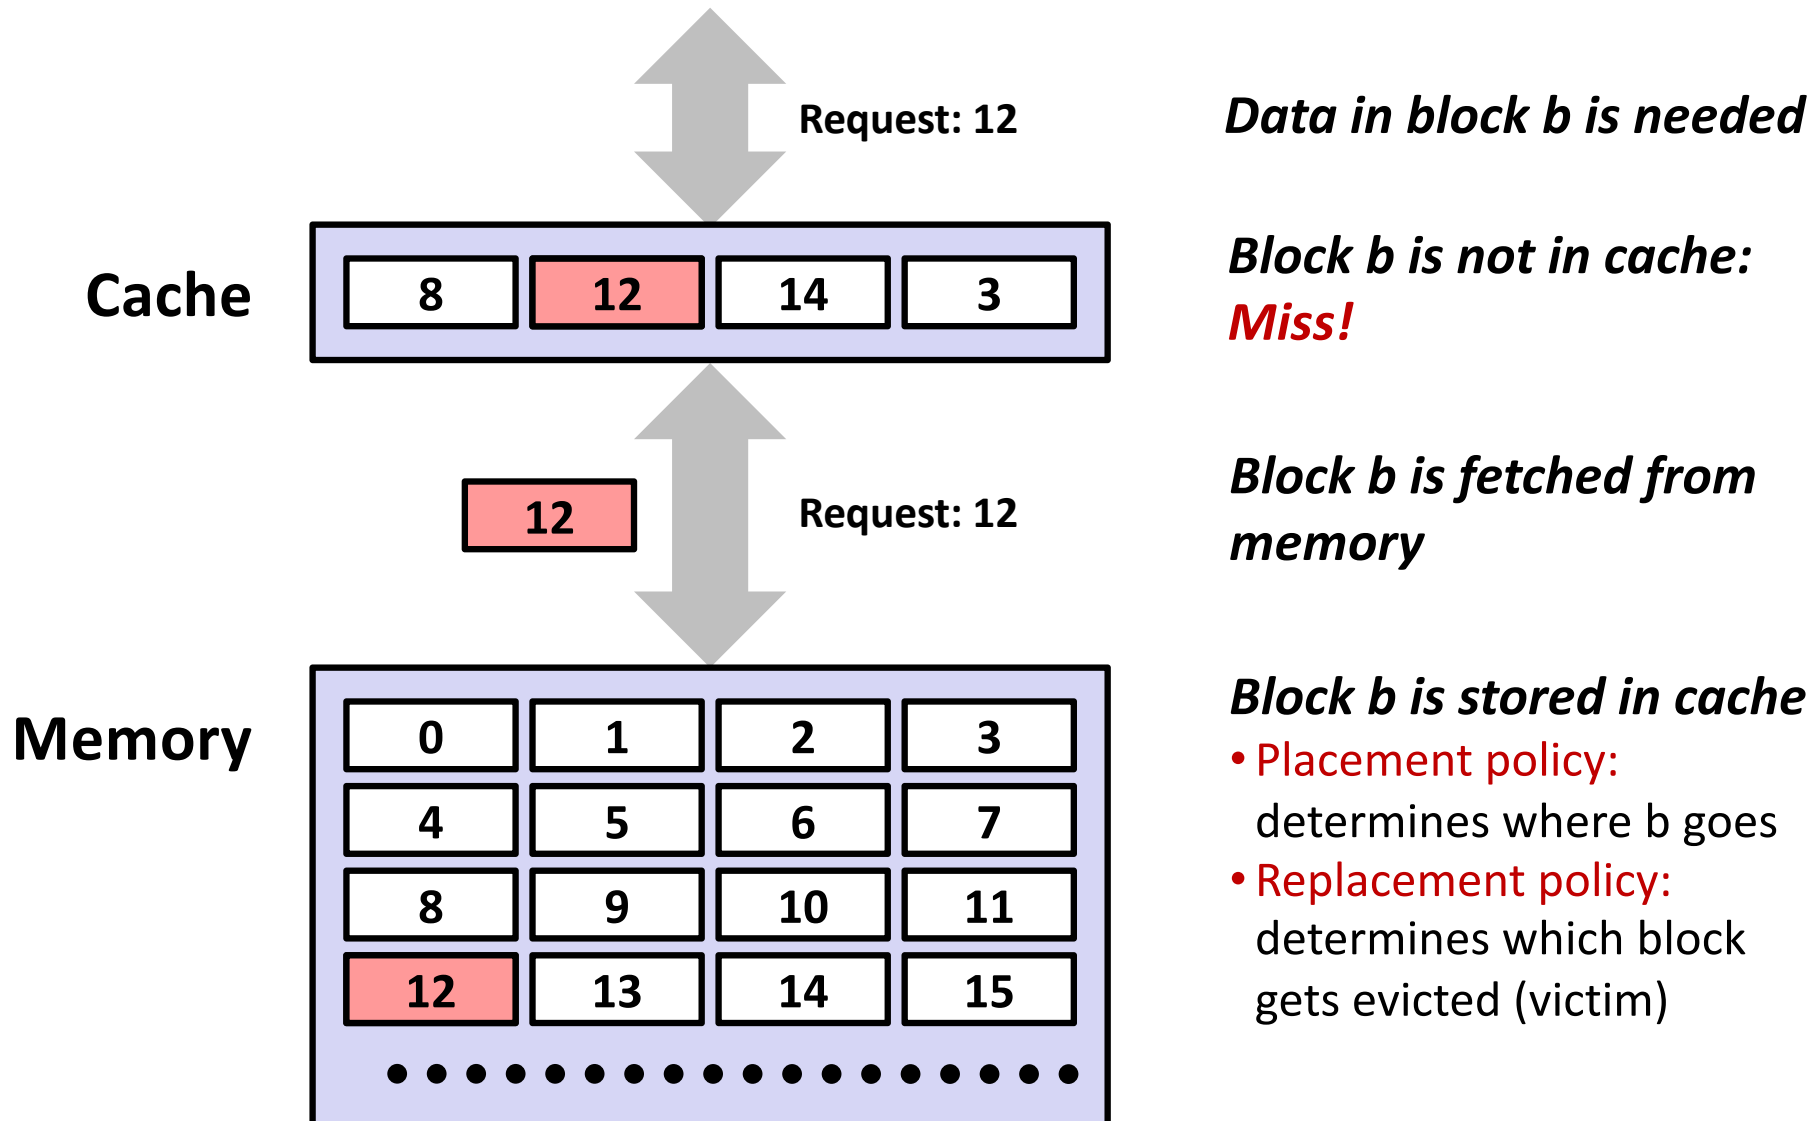 Request: 12
Data in block b is needed
Cache
8 12 14 3
Block b is not in cache:
Miss!
12
Request: 12
Block b is fetched from
memory
Memory
0 1 2 3
4 5 6 7
8 9 10 11
12 13 14 15
Block b is stored in cache
• Placement policy:
determines where b goes
• Replacement policy:
determines which block
gets evicted (victim)